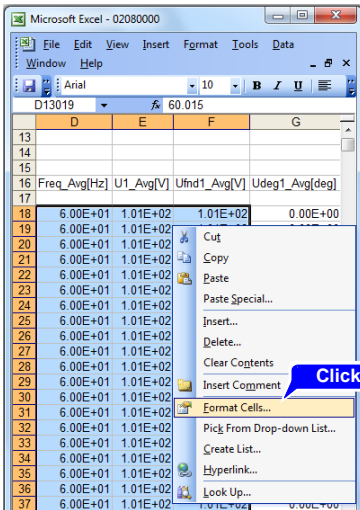 Microsoft Excel - 02080000
File Edit View Insert Format Tools Data
Window Help
Arial 10 B I U
D13019 fx 60.015
D E F G
13
14
15
16 Freq_Avg[Hz] U1_Avg[V] Ufnd1_Avg[V] Udeg1_Avg[deg]
17
18 6.00E+01 1.01E+02 1.01E+02 0.00E+00
19 6.00E+01 1.01E+02
20 6.00E+01 1.01E+02
21 6.00E+01 1.01E+02
22 6.00E+01 1.01E+02
23 6.00E+01 1.01E+02
24 6.00E+01 1.01E+02
25 6.00E+01 1.01E+02
26 6.00E+01 1.01E+02
27 6.00E+01 1.01E+02
28 6.00E+01 1.01E+02
29 6.00E+01 1.01E+02
30 6.00E+01 1.01E+02
31 6.00E+01 1.01E+02
32 6.00E+01 1.01E+02
33 6.00E+01 1.01E+02
34 6.00E+01 1.01E+02
35 6.00E+01 1.01E+02
36 6.00E+01 1.01E+02
37 6.00E+01 1.01E+02 1.01E+02 0.00E+00
Cut
Copy
Paste
Paste Special...
Insert...
Delete...
Clear Contents
Insert Comment
Click
Format Cells...
Pick From Drop-down List...
Create List...
Hyperlink...
Look Up...